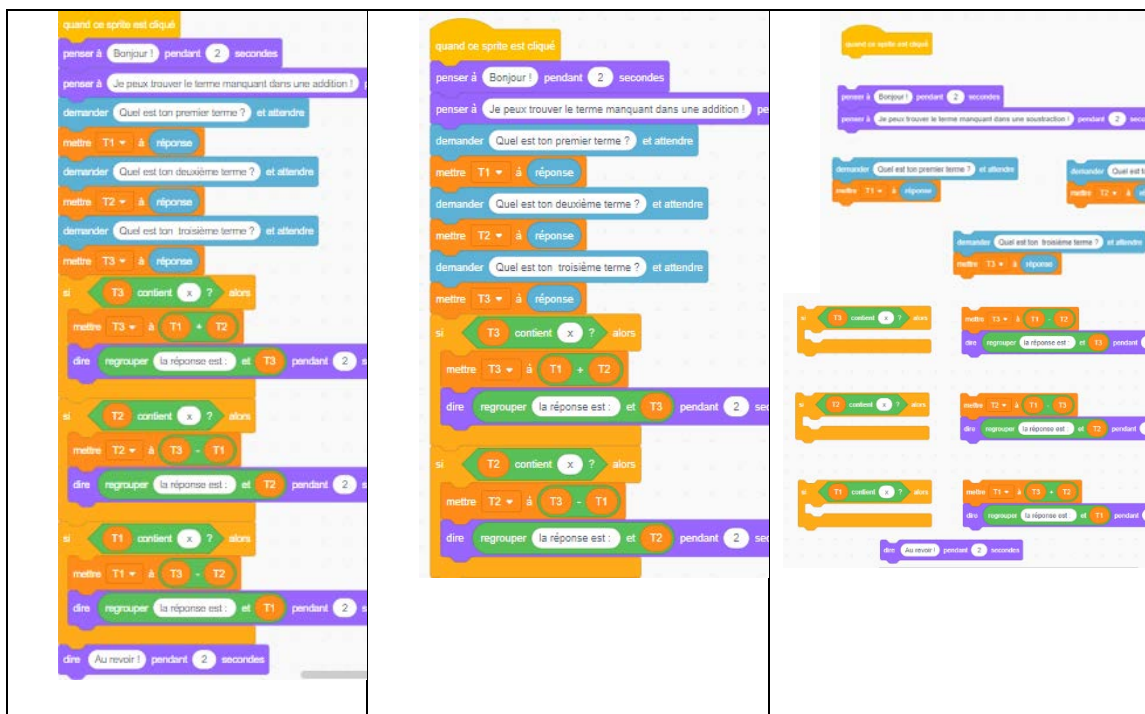 quand ce sprite est cliqué
penser à Bonjour ! pendant 2 secondes
penser à Je peux trouver le terme manquant dans une addition !
demander Quel est ton premier terme ? et attendre
mettre T1 à réponse
demander Quel est ton deuxième terme ? et attendre
mettre T2 à réponse
demander Quel est ton troisième terme ? et attendre
mettre T3 à réponse
si T3 contient x ? alors
mettre T3 à T1 + T2
dire regrouper la réponse est : et T3 pendant 2 s
si T2 contient x ? alors
mettre T2 à T3 - T1
dire regrouper la réponse est : et T2 pendant 2 s
si T1 contient x ? alors
mettre T1 à T3 - T2
dire regrouper la réponse est : et T1 pendant 2 s
dire Au revoir ! pendant 2 secondes
quand ce sprite est cliqué
penser à Bonjour ! pendant 2 secondes
penser à Je peux trouver le terme manquant dans une addition ! pe
demander Quel est ton premier terme ? et attendre
mettre T1 à réponse
demander Quel est ton deuxième terme ? et attendre
mettre T2 à réponse
demander Quel est ton troisième terme ? et attendre
mettre T3 à réponse
si T3 contient x ? alors
mettre T3 à T1 + T2
dire regrouper la réponse est : et T3 pendant 2 sec
si T2 contient x ? alors
mettre T2 à T3 - T1
dire regrouper la réponse est : et T2 pendant 2 sec
quand ce sprite est cliqué
penser à Bonjour ! pendant 2 secondes
penser à Je peux trouver le terme manquant dans une soustraction ! pendant 2 seco
demander Quel est ton premier terme ? et attendre
mettre T1 à réponse
demander Quel est
mettre T2 à
demander Quel est ton troisième terme ? et attendre
mettre T3 à réponse
si T3 contient x ? alors
mettre T3 à T1 - T2
dire regrouper la réponse est : et T3 pendant
si T2 contient x ? alors
mettre T2 à T1 - T3
dire regrouper la réponse est : et T2 pendant
si T1 contient x ? alors
mettre T1 à T3 + T2
dire regrouper la réponse est : et T1 pendant
dire Au revoir ! pendant 2 secondes